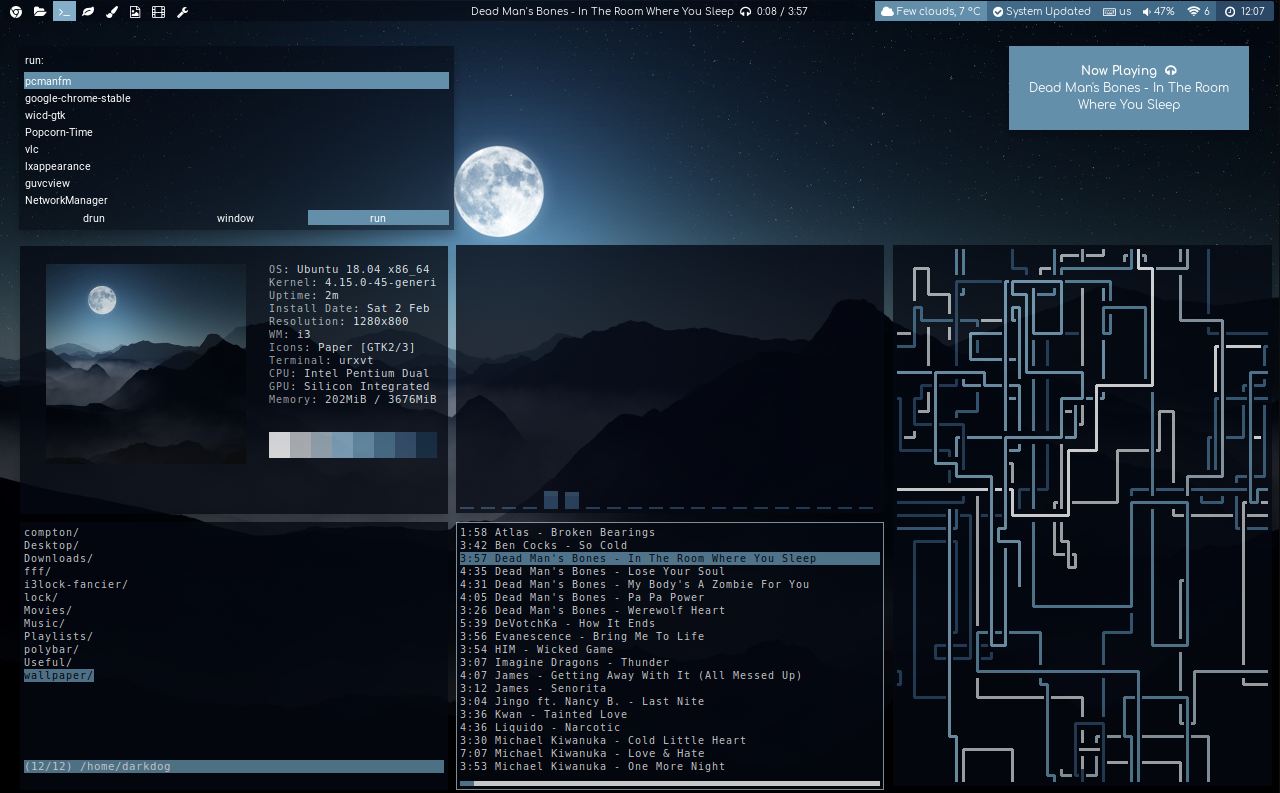 Dead Man's Bones - In The Room Where You Sleep 0:08 / 3:57
Few clouds, 7 °C System Updated us 47% 6 12:07
run:
pcmanfm
google-chrome-stable
wicd-gtk
Popcorn-Time
vlc
lxappearance
guvcview
NetworkManager
drun window run
Now Playing
Dead Man's Bones - In The Room
Where You Sleep
OS: Ubuntu 18.04 x86_64
Kernel: 4.15.0-45-generi
Uptime: 2m
Install Date: Sat 2 Feb
Resolution: 1280x800
WM: i3
Icons: Paper [GTK2/3]
Terminal: urxvt
CPU: Intel Pentium Dual
GPU: Silicon Integrated
Memory: 202MiB / 3676MiB
compton/
Desktop/
Downloads/
fff/
i3lock-fancier/
lock/
Movies/
Music/
Playlists/
polybar/
Useful/
wallpaper/
(12/12) /home/darkdog
1:58 Atlas - Broken Bearings
3:42 Ben Cocks - So Cold
3:57 Dead Man's Bones - In The Room Where You Sleep
4:35 Dead Man's Bones - Lose Your Soul
4:31 Dead Man's Bones - My Body's A Zombie For You
4:05 Dead Man's Bones - Pa Pa Power
3:26 Dead Man's Bones - Werewolf Heart
5:39 DeVotchKa - How It Ends
3:56 Evanescence - Bring Me To Life
3:54 HIM - Wicked Game
3:07 Imagine Dragons - Thunder
4:07 James - Getting Away With It (All Messed Up)
3:12 James - Senorita
3:04 Jingo ft. Nancy B. - Last Nite
3:36 Kwan - Tainted Love
4:36 Liquido - Narcotic
3:30 Michael Kiwanuka - Cold Little Heart
7:07 Michael Kiwanuka - Love & Hate
3:53 Michael Kiwanuka - One More Night